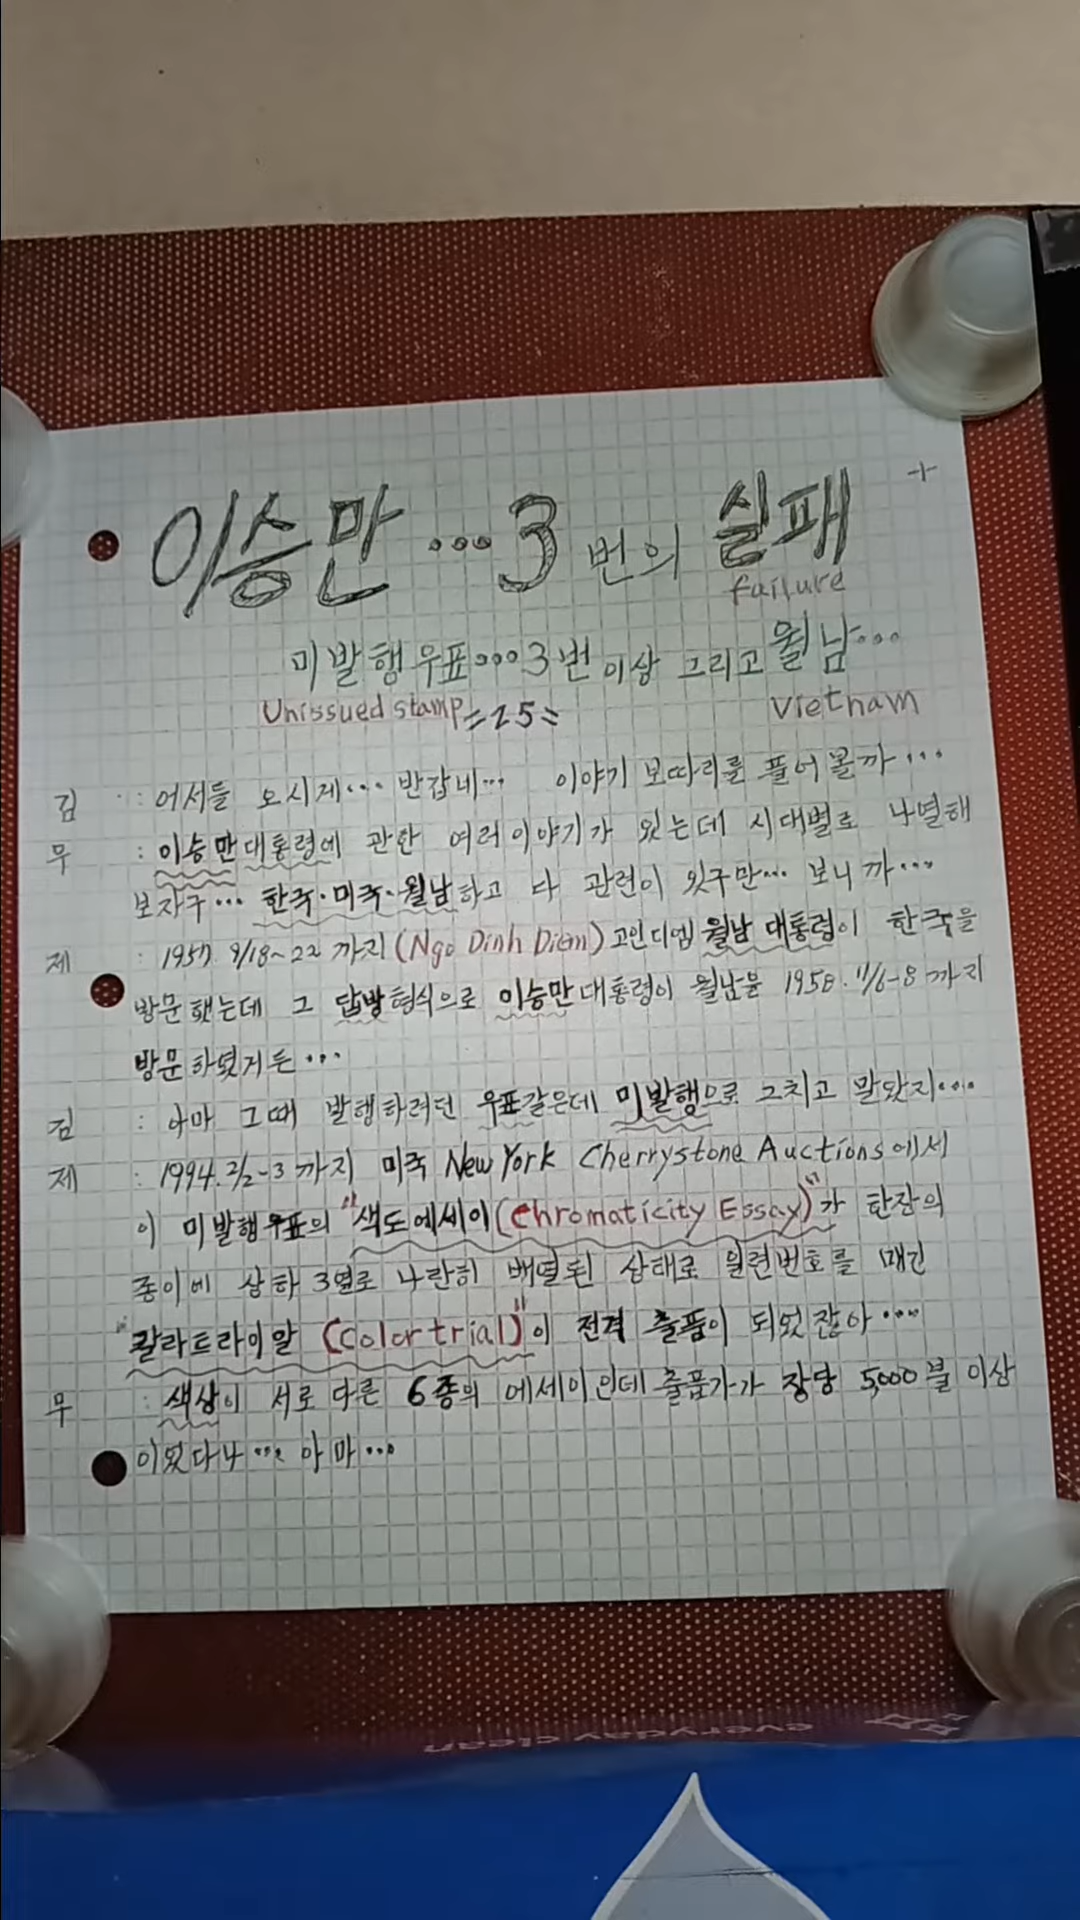 이승만 ... 3 번의 실패
failure
미발행우표...3번이상 그리고 월남...
Unissued stamp =25=
Vietnam
김 : 어서들 오시게... 반갑네... 이야기 보따리를 풀어 볼까...
무 : 이승만대통령에 관한 여러이야기가 있는데 시대별로 나열해
보자구... 한국·미국·월남하고 다 관련이 있구만... 보니까...
제 : 1957. 9/18~22 까지 (Ngo Dinh Diem) 고인디엠 월남 대통령이 한국을
방문했는데 그 답방형식으로 이승만대통령이 월남을 1958. 11/6-8 까지
방문하였거든...
김 : 아마 그때 발행하려던 우표같은데 미발행으로 그치고 말았지...
제 : 1994. 2/2-3 까지 미국 New York Cherrystone Auctions에서
이 미발행우표의 "색도에세이(Chromaticity Essay)"가 한장의
종이에 상하 3열로 나란히 배열된 상태로 일련번호를 매긴
"칼라트라이알 (Color trial)"이 전격 출품이 되었잖아....
무 : 색상이 서로 다른 6종의 에세이인데 출품가가 장당 5,000불 이상
이었다나... 아마...
everyday clean